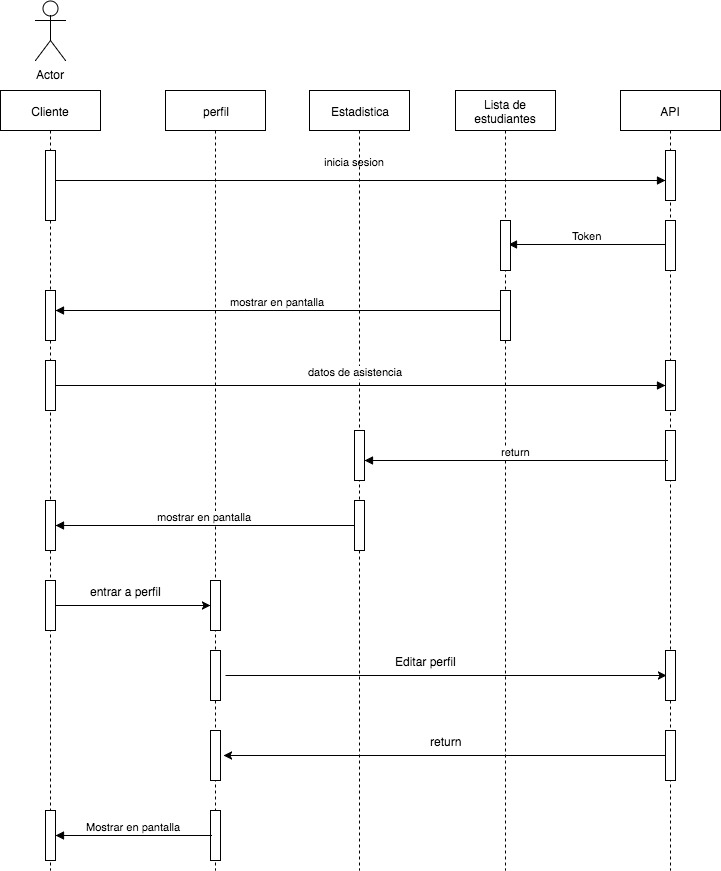 Actor
Cliente
perfil
Estadistica
Lista de
estudiantes
API
inicia sesion
Token
mostrar en pantalla
datos de asistencia
return
mostrar en pantalla
entrar a perfil
Editar perfil
return
Mostrar en pantalla